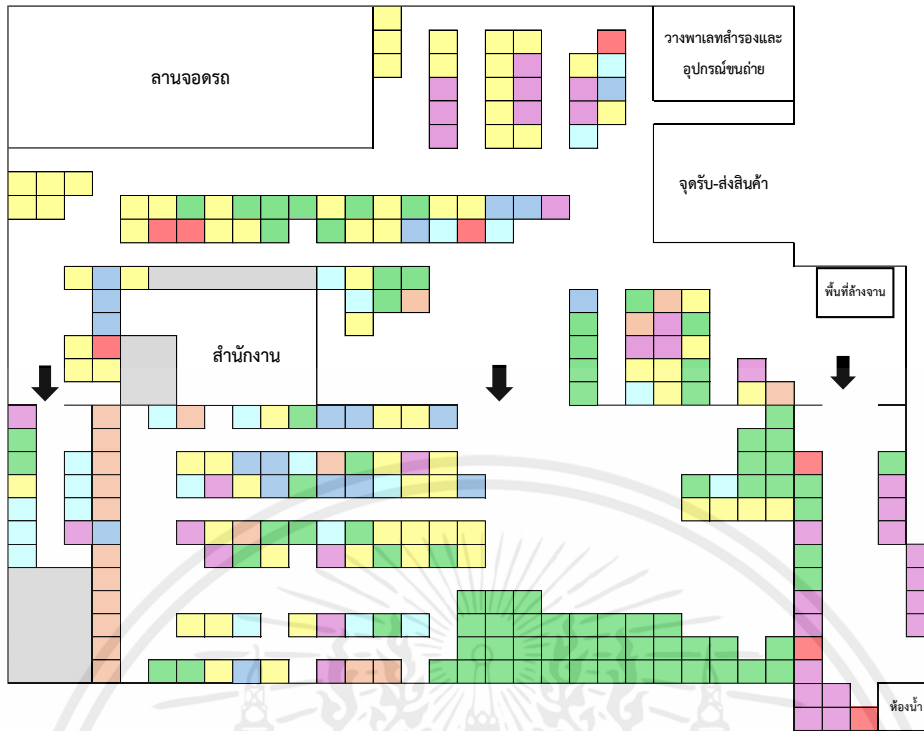 วางพาเลทสำรองและ
อุปกรณ์ขนถ่าย
ลานจอดรถ
จุดรับ-ส่งสินค้า
พื้นที่ล้างจาน
สำนักงาน
ห้องน้ำ